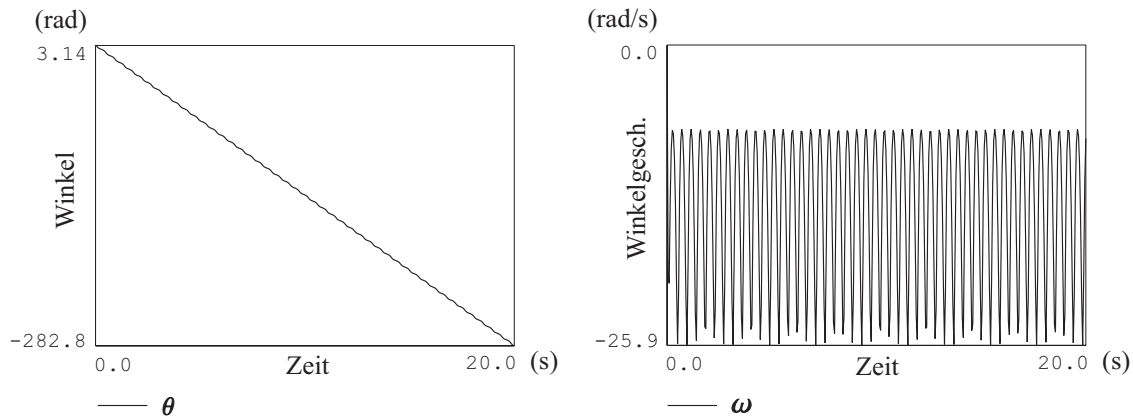 (rad)
3.14
Winkel
-282.8
0.0
Zeit
20.0
(s)
θ
(rad/s)
0.0
Winkelgesch.
-25.9
0.0
Zeit
20.0
(s)
ω